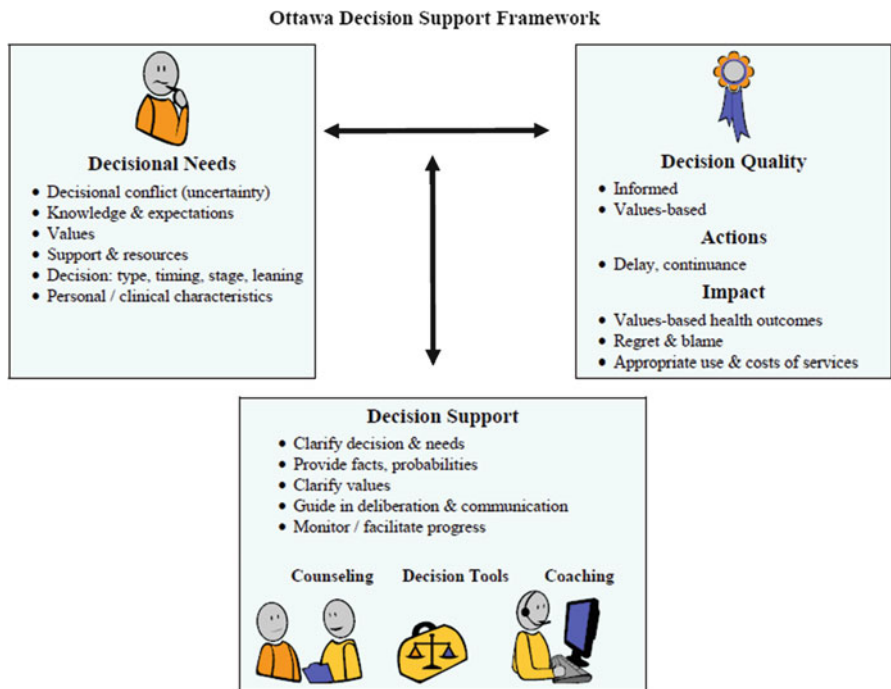 Ottawa Decision Support Framework
Decisional Needs
• Decisional conflict (uncertainty)
• Knowledge & expectations
• Values
• Support & resources
• Decision: type, timing, stage, leaning
• Personal / clinical characteristics
Decision Quality
• Informed
• Values-based
Actions
• Delay, continuance
Impact
• Values-based health outcomes
• Regret & blame
• Appropriate use & costs of services
Decision Support
• Clarify decision & needs
• Provide facts, probabilities
• Clarify values
• Guide in deliberation & communication
• Monitor / facilitate progress
Counseling Decision Tools Coaching